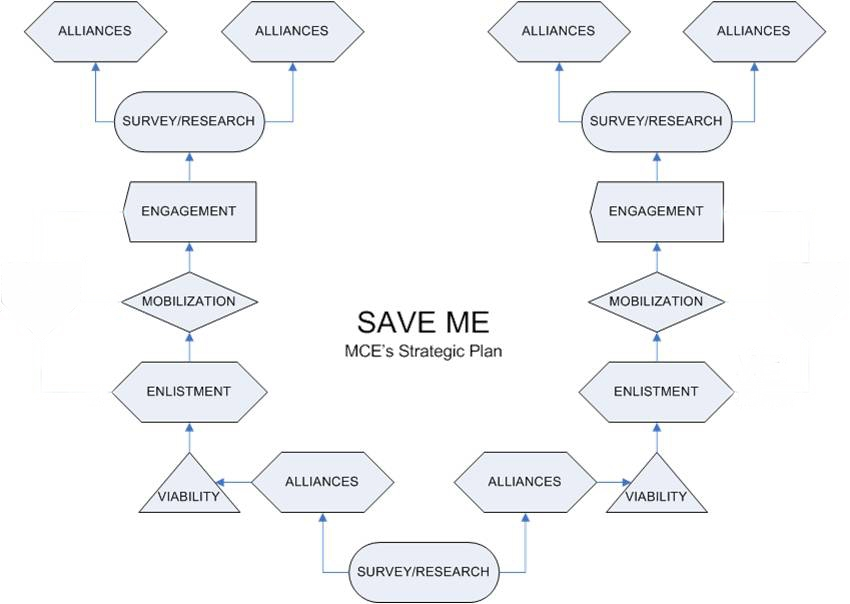 ALLIANCES
ALLIANCES
ALLIANCES
ALLIANCES
SURVEY/RESEARCH
SURVEY/RESEARCH
ENGAGEMENT
ENGAGEMENT
MOBILIZATION
MOBILIZATION
SAVE ME
MCE's Strategic Plan
ENLISTMENT
ENLISTMENT
ALLIANCES
ALLIANCES
VIABILITY
VIABILITY
SURVEY/RESEARCH